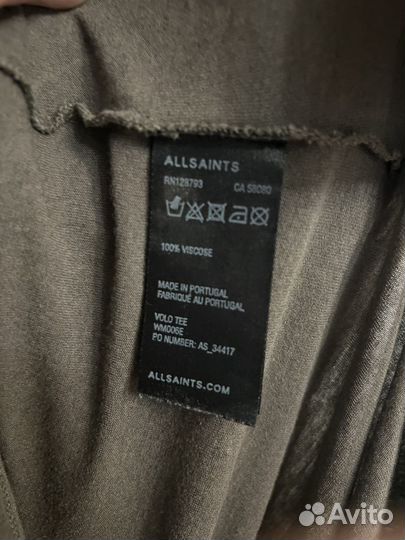 ALLSAINTS
RN128793 CA 58080
100% VISCOSE
MADE IN PORTUGAL
FABRIQUÉ AU PORTUGAL
VOLO TEE
WM006E
PO NUMBER: AS_34417
ALLSAINTS.COM
Avito